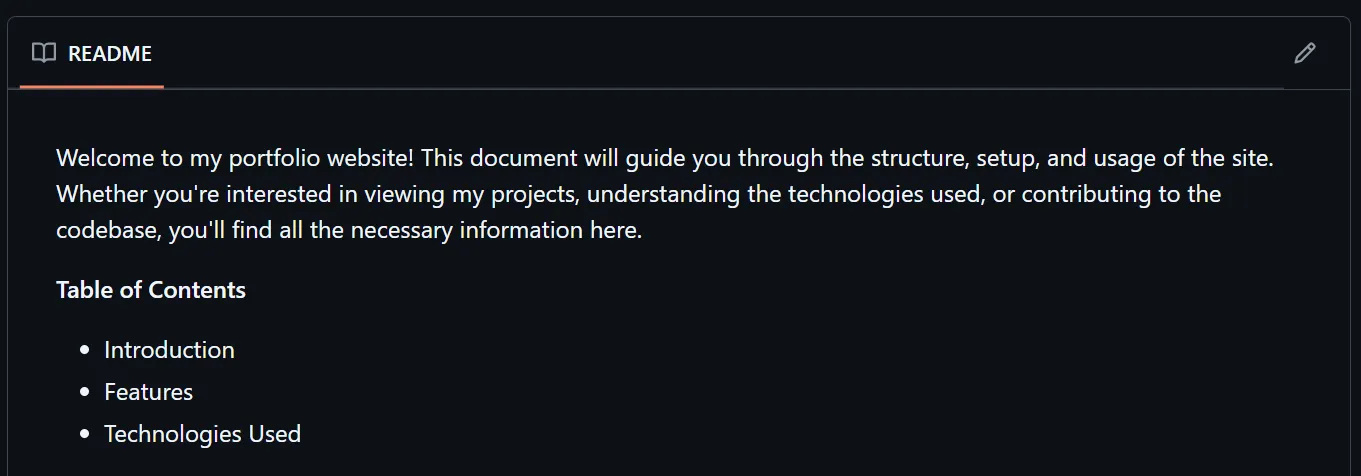 README
Welcome to my portfolio website! This document will guide you through the structure, setup, and usage of the site.
Whether you're interested in viewing my projects, understanding the technologies used, or contributing to the
codebase, you'll find all the necessary information here.
Table of Contents
Introduction
Features
Technologies Used